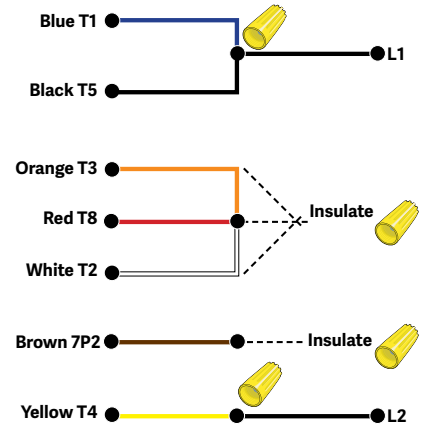 Blue T1
L1
Black T5
Orange T3
Red T8
Insulate
White T2
Brown 7P2
Insulate
Yellow T4
L2